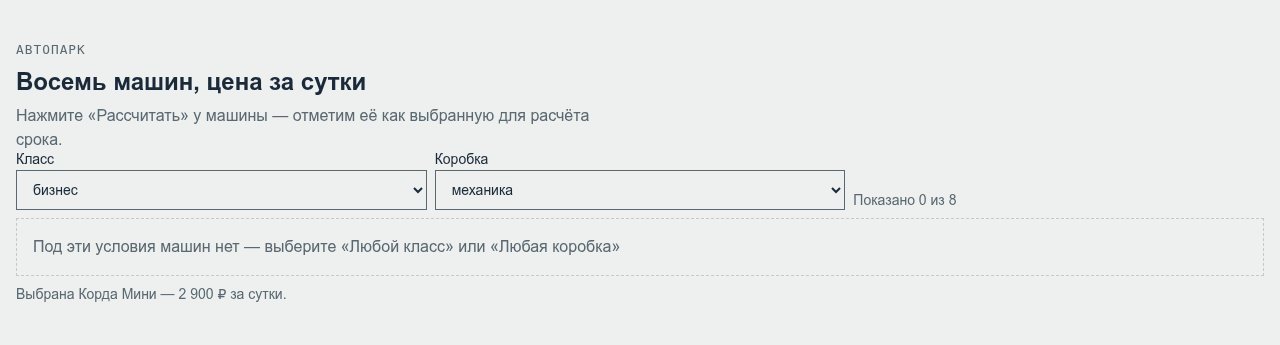 АВТОПАРК
Восемь машин, цена за сутки
Нажмите «Рассчитать» у машины — отметим её как выбранную для расчёта
срока.
Класс
Коробка
бизнес
механика
Показано 0 из 8
Под эти условия машин нет — выберите «Любой класс» или «Любая коробка»
Выбрана Корда Мини — 2 900 ₽ за сутки.